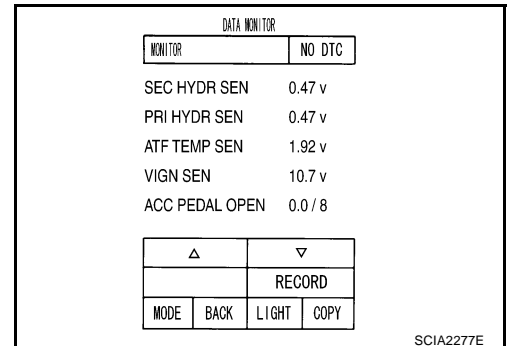 DATA MONITOR
MONITOR NO DTC
SEC HYDR SEN 0.47 v
PRI HYDR SEN 0.47 v
ATF TEMP SEN 1.92 v
VIGN SEN 10.7 v
ACC PEDAL OPEN 0.0 / 8
△ ▽
RECORD
MODE BACK LIGHT COPY
SCIA2277E